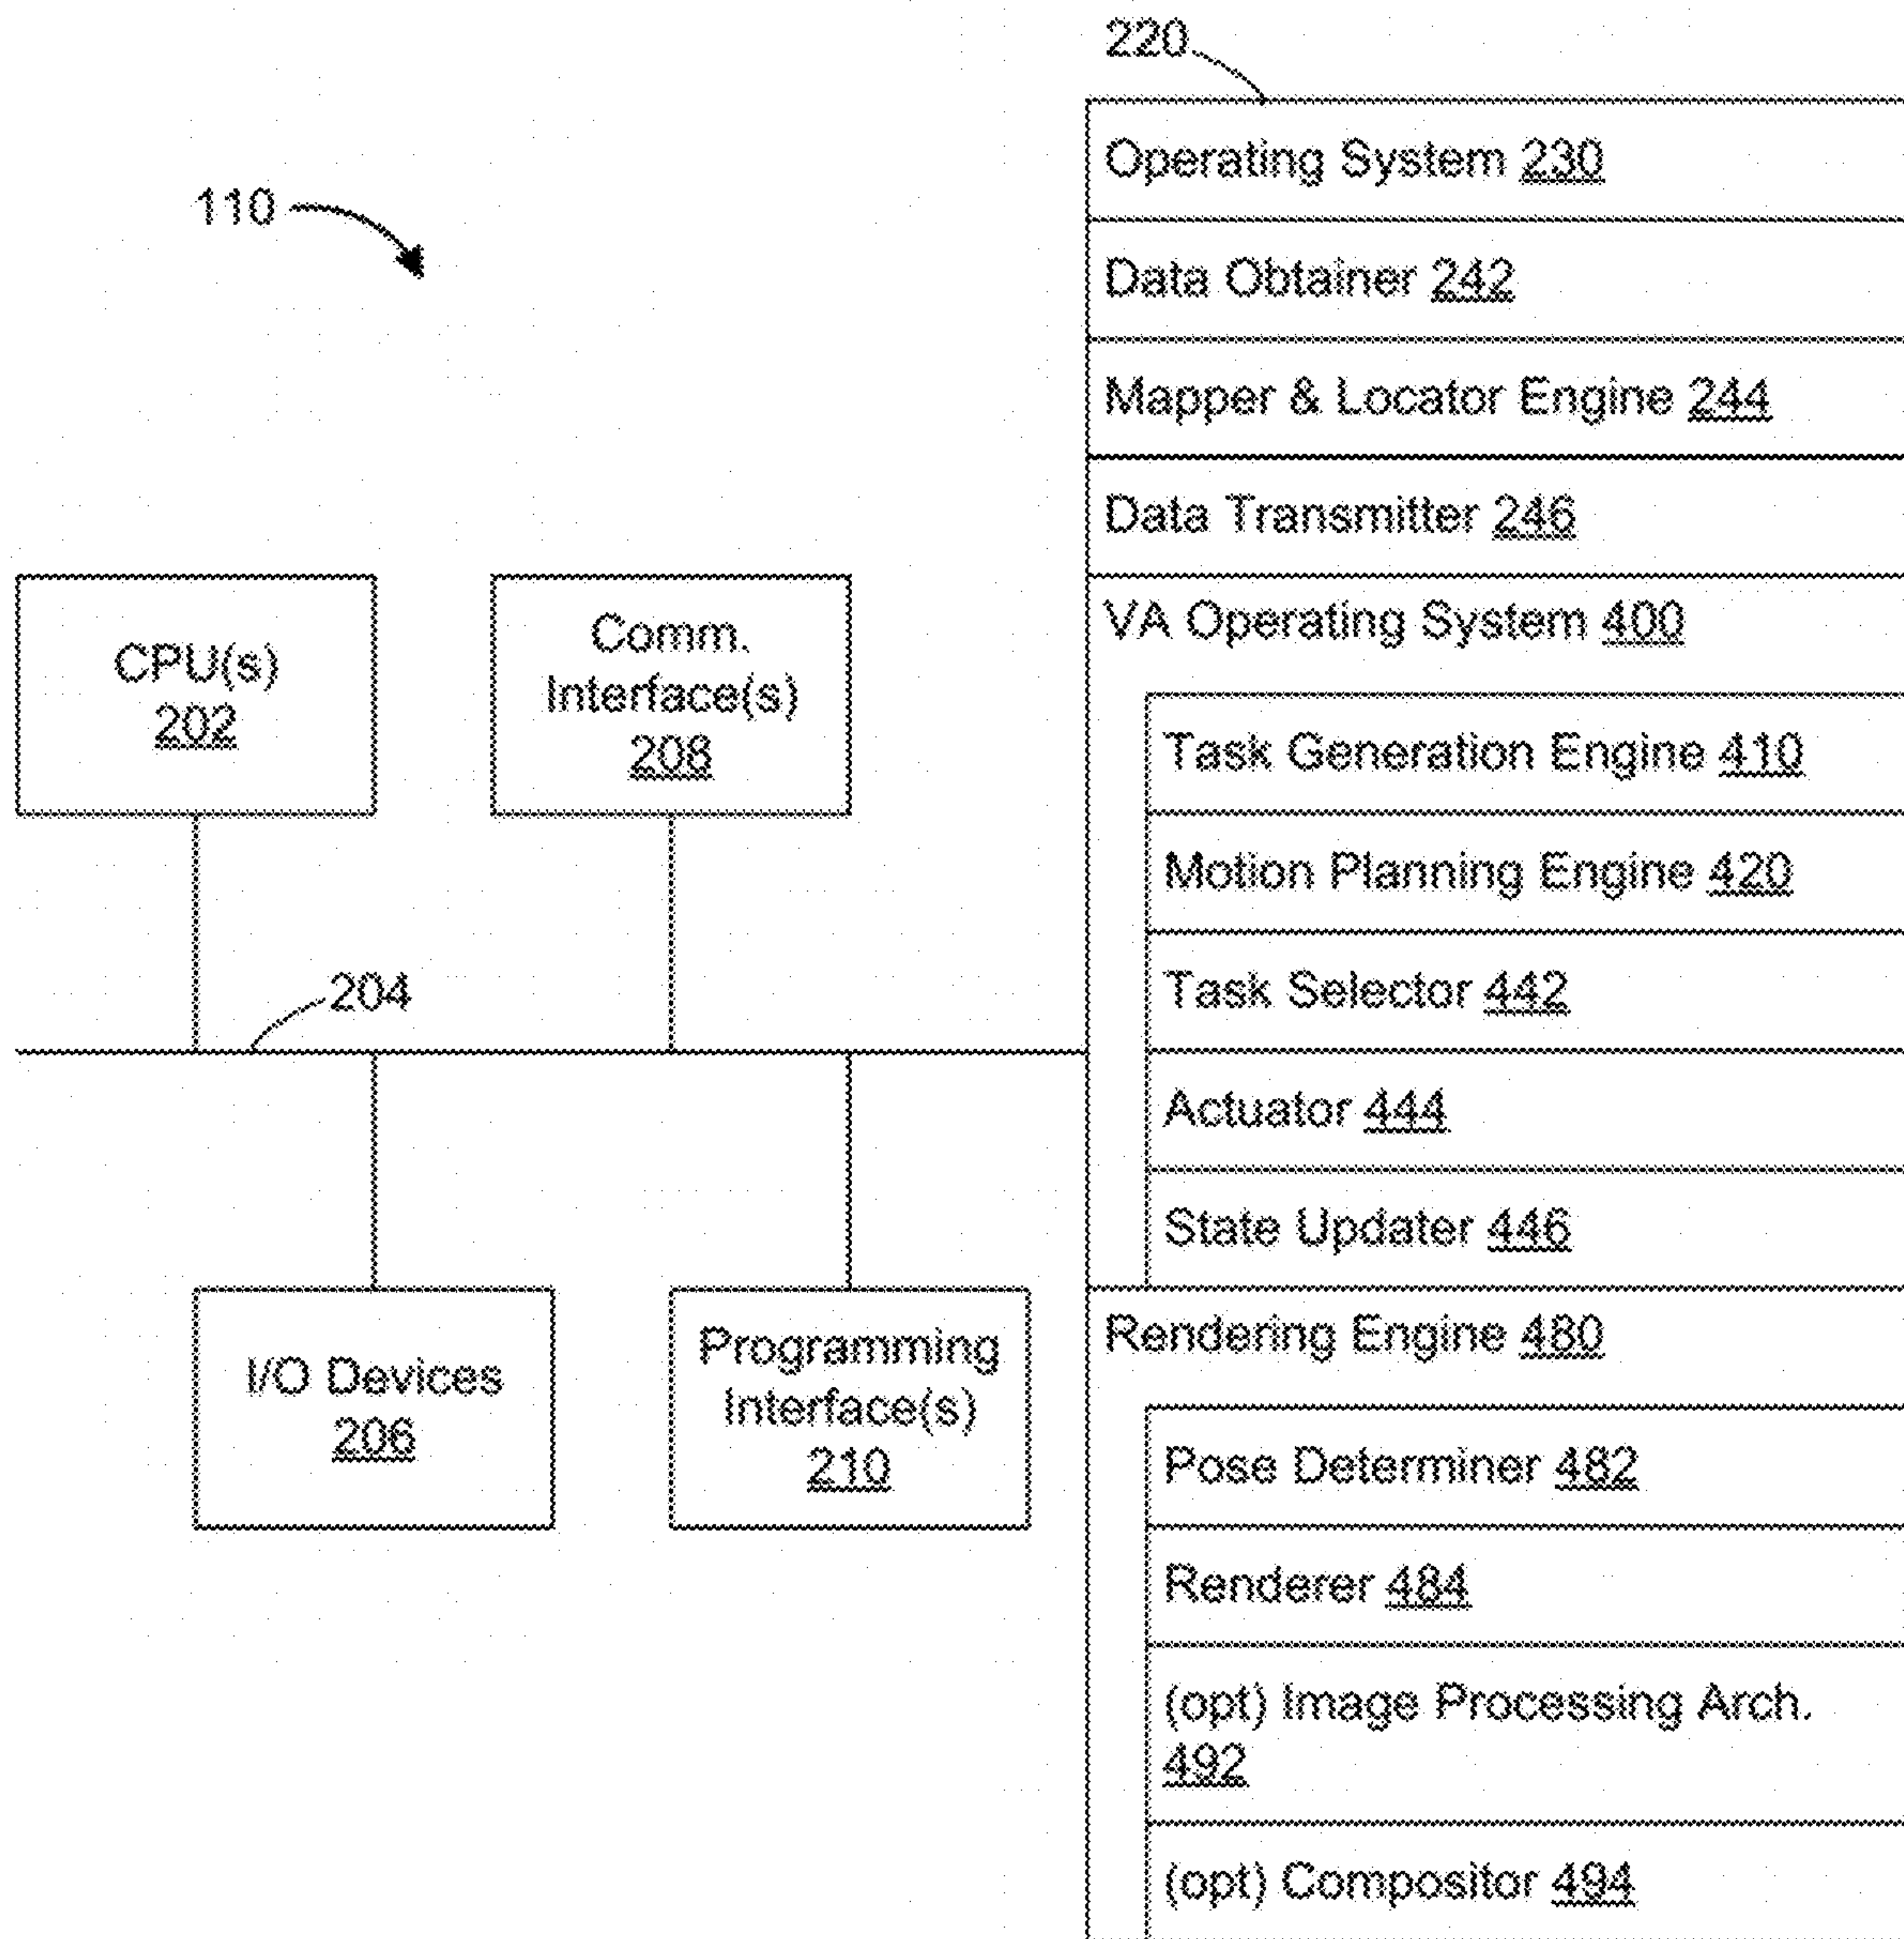 220
110
Operating System 230
Data Obtainer 242
Mapper & Locator Engine 244
Data Transmitter 246
VA Operating System 400
Task Generation Engine 410
Motion Planning Engine 420
Task Selector 442
Actuator 444
State Updater 446
Rendering Engine 480
Pose Determiner 482
Renderer 484
(opt) Image Processing Arch.
492
(opt) Compositor 494
CPU(s)
202
Comm.
Interface(s)
208
204
I/O Devices
206
Programming
Interface(s)
210